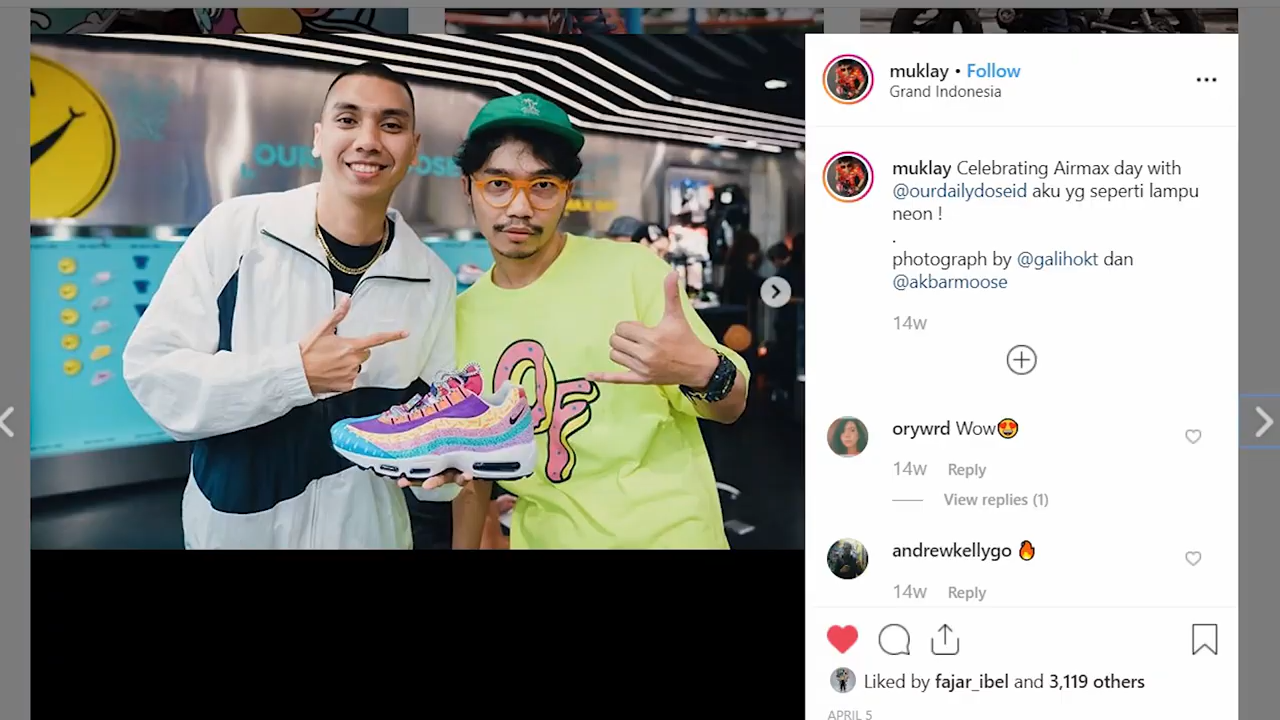 OUR
OSE
muklay • Follow
Grand Indonesia
muklay Celebrating Airmax day with
@ourdailydoseid aku yg seperti lampu
neon !
.
photograph by @galihokt dan
@akbarmoose
14w
orywrd Wow😍
14w Reply
View replies (1)
andrewkellygo 🔥
14w Reply
Liked by fajar_ibel and 3,119 others
APRIL 5